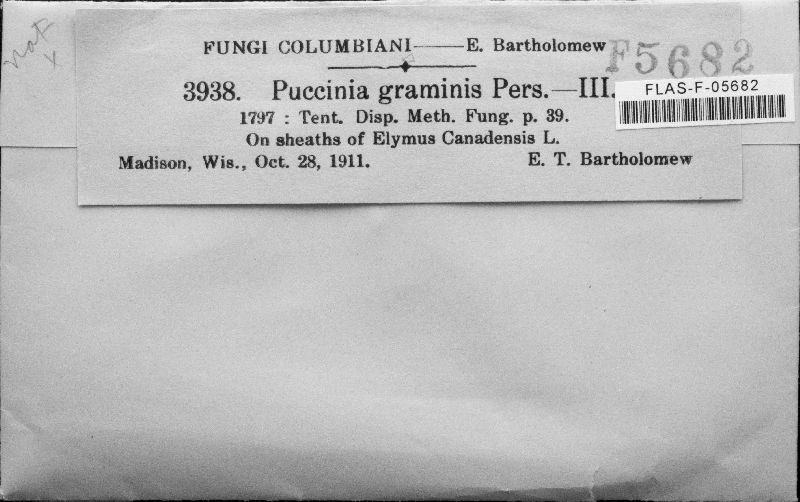 FUNGI COLUMBIANI——E. Bartholomew
F5682
3938. Puccinia graminis Pers.—III.
FLAS-F-05682
1797 : Tent. Disp. Meth. Fung. p. 39.
On sheaths of Elymus Canadensis L.
Madison, Wis., Oct. 28, 1911. E. T. Bartholomew